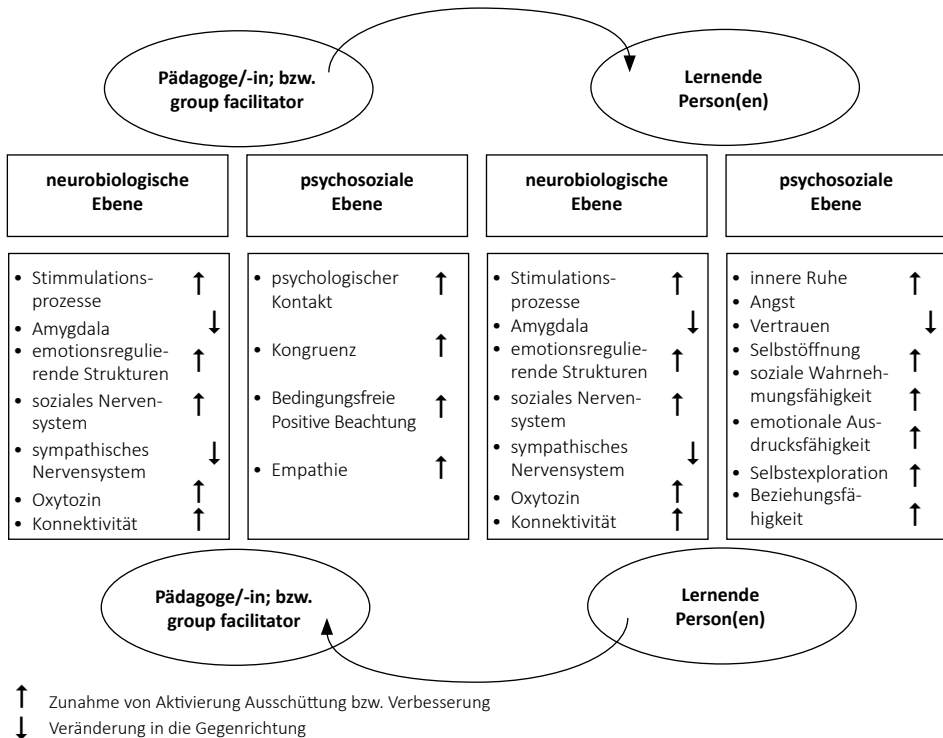 Pädagoge/-in; bzw.
group facilitator
Lernende
Person(en)
neurobiologische
Ebene
psychosoziale
Ebene
neurobiologische
Ebene
psychosoziale
Ebene
• Stimmulations-
prozesse ↑
• Amygdala ↓
• emotionsregulie-
rende Strukturen ↑
• soziales Nerven-
system ↑
• sympathisches
Nervensystem ↓
• Oxytozin ↑
• Konnektivität ↑
• psychologischer
Kontakt ↑
• Kongruenz ↑
• Bedingungsfreie
Positive Beachtung ↑
• Empathie ↑
• Stimulations-
prozesse ↑
• Amygdala ↓
• emotionsregulie-
rende Strukturen ↑
• soziales Nerven-
system ↑
• sympathisches
Nervensystem ↓
• Oxytozin ↑
• Konnektivität ↑
• innere Ruhe ↑
• Angst
• Vertrauen ↓
• Selbstöffnung ↑
• soziale Wahrneh-
mungsfähigkeit ↑
• emotionale Aus-
drucksfähigkeit ↑
• Selbstexploration ↑
• Beziehungsfä-
higkeit ↑
Pädagoge/-in; bzw.
group facilitator
Lernende
Person(en)
↑ Zunahme von Aktivierung Ausschüttung bzw. Verbesserung
↓ Veränderung in die Gegenrichtung